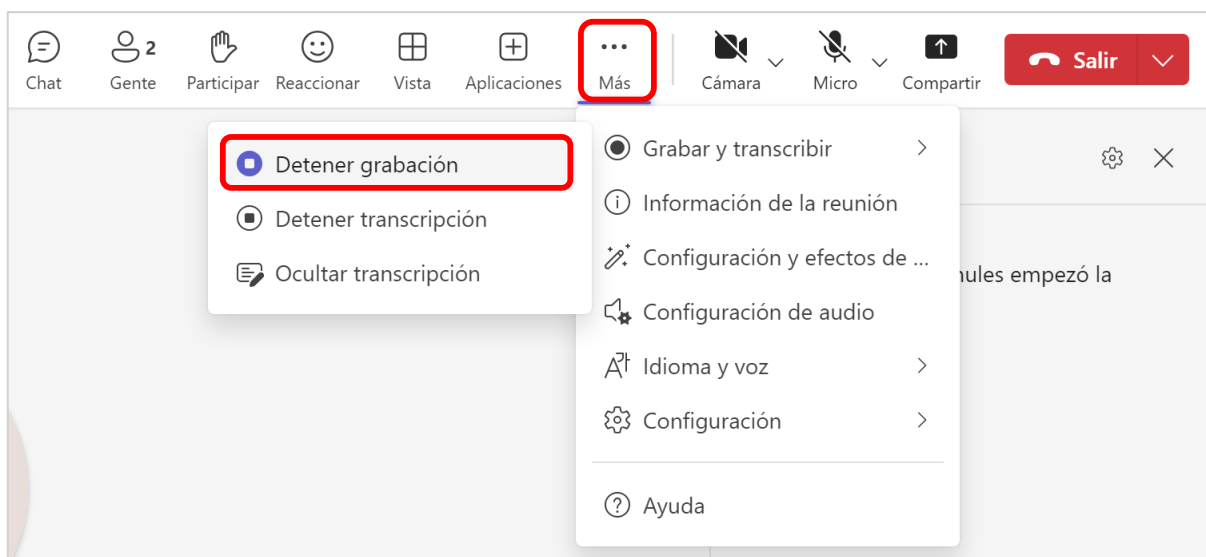 2
Chat Gente Participar Reaccionar Vista Aplicaciones Más Cámara Micro Compartir Salir
Detener grabación
Detener transcripción
Ocultar transcripción
Grabar y transcribir
Información de la reunión
Configuración y efectos de ...
Configuración de audio
Idioma y voz
Configuración
Ayuda
empezó la